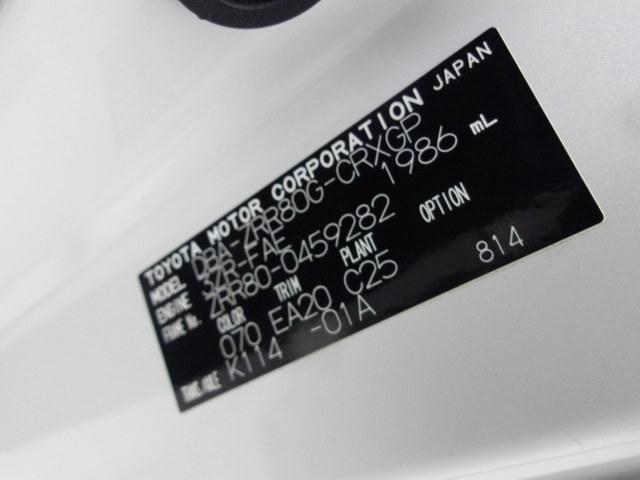 TOYOTA MOTOR CORPORATION JAPAN
MODEL DBA-ZRR80G-CRXGP
ENGINE 3ZR-FAE 1986 mL
FRAME No. ZRR80-0459282
COLOR TRIM PLANT OPTION
070 EA20 C25 814
TRANS/AXLE K114 -01A